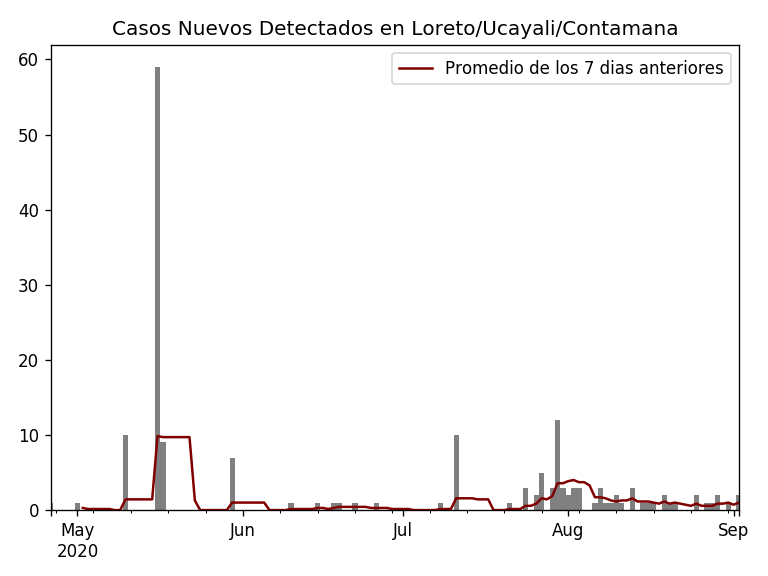 Casos Nuevos Detectados en Loreto/Ucayali/Contamana
Promedio de los 7 dias anteriores
60
50
40
30
20
10
0
May Jun Jul Aug Sep
2020